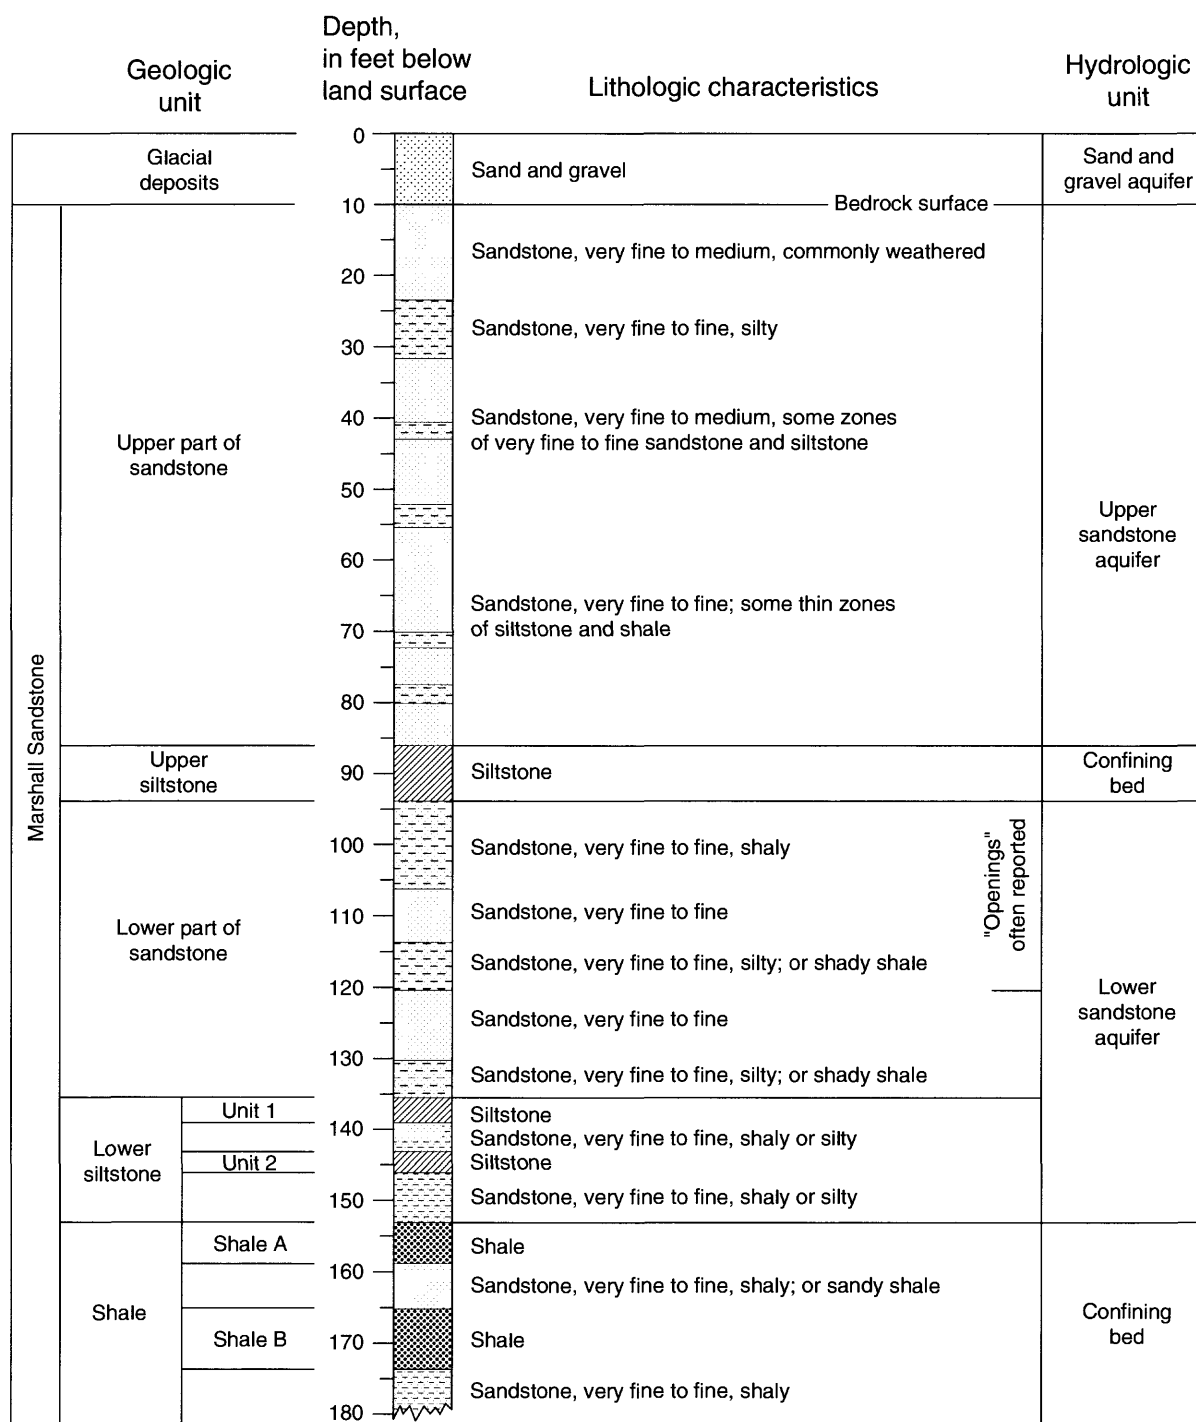 Geologic
unit
Depth,
in feet below
land surface
Lithologic characteristics
Hydrologic
unit
0
10
20
30
40
50
60
70
80
90
100
110
120
130
140
150
160
170
180
Glacial
deposits
Sand and gravel
Sand and
gravel aquifer
Bedrock surface
Marshall Sandstone
Upper part of
sandstone
Sandstone, very fine to medium, commonly weathered
Sandstone, very fine to fine, silty
Sandstone, very fine to medium, some zones
of very fine to fine sandstone and siltstone
Sandstone, very fine to fine; some thin zones
of siltstone and shale
Upper
sandstone
aquifer
Upper
siltstone
Siltstone
Confining
bed
Lower part of
sandstone
Sandstone, very fine to fine, shaly
Sandstone, very fine to fine
Sandstone, very fine to fine, silty; or shady shale
Sandstone, very fine to fine
Sandstone, very fine to fine, silty; or shady shale
"Openings"
often reported
Lower
sandstone
aquifer
Lower
siltstone
Unit 1
Siltstone
Sandstone, very fine to fine, shaly or silty
Unit 2
Siltstone
Sandstone, very fine to fine, shaly or silty
Shale
Shale A
Shale
Sandstone, very fine to fine, shaly; or sandy shale
Shale B
Shale
Sandstone, very fine to fine, shaly
Confining
bed